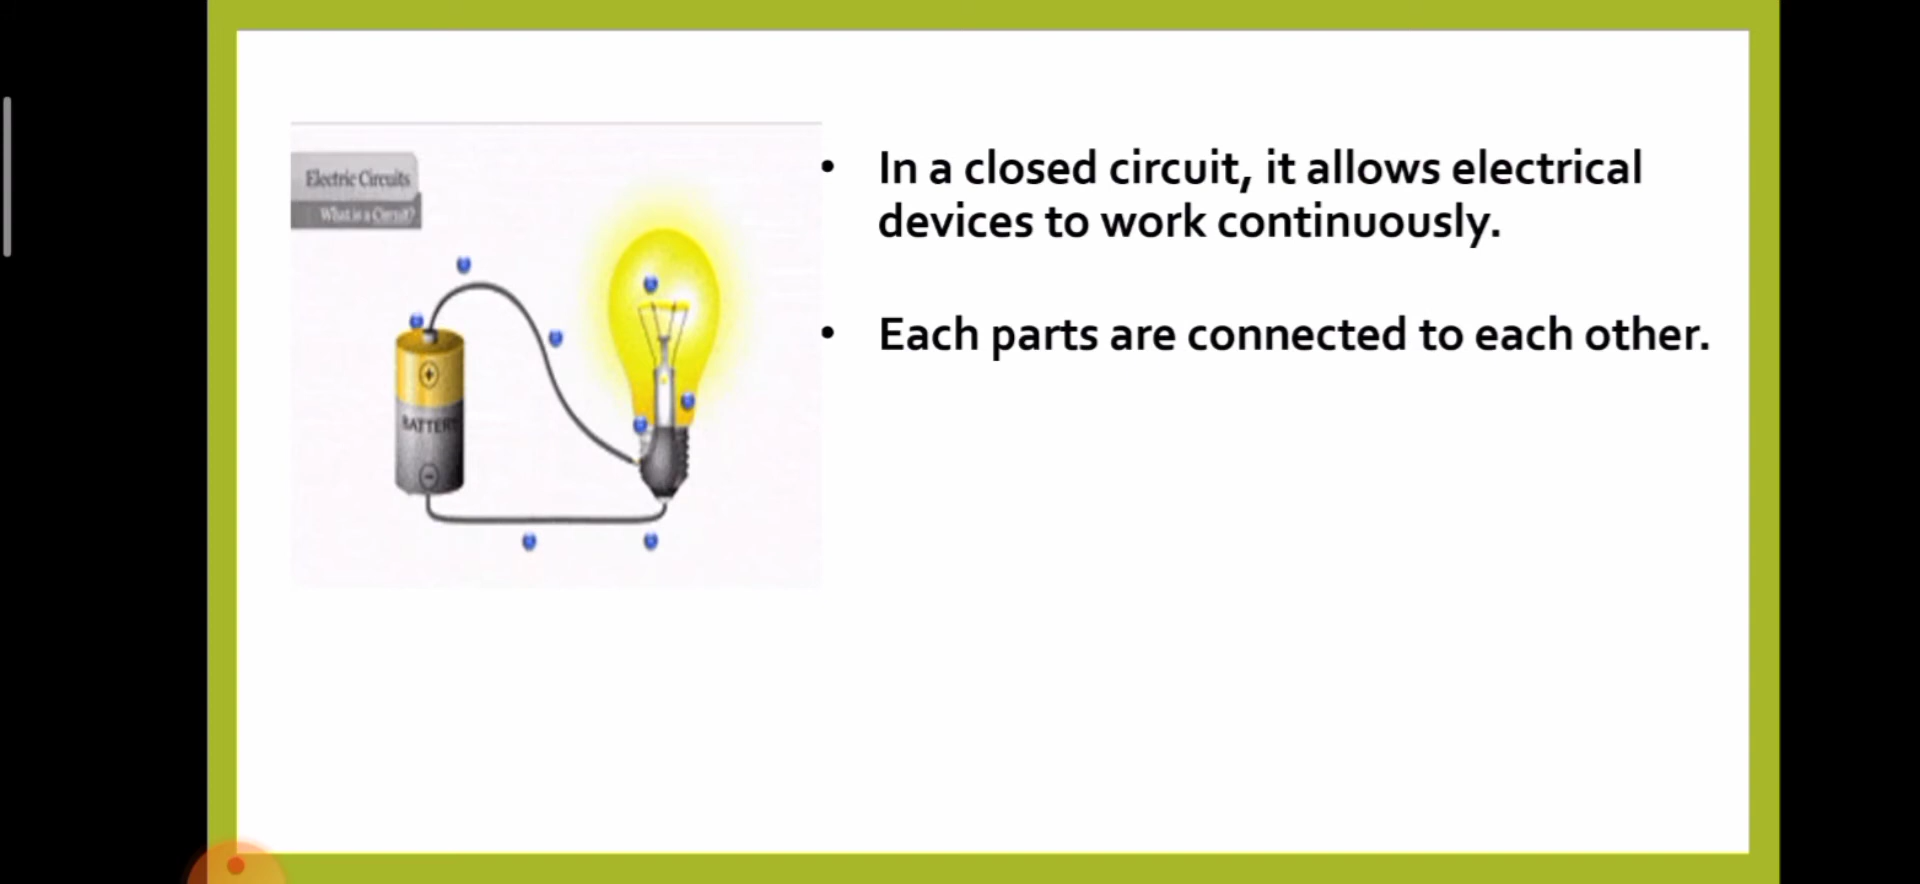 Electric Circuits
What is a Circuit?
+
BATTERY
-
• In a closed circuit, it allows electrical
devices to work continuously.
• Each parts are connected to each other.